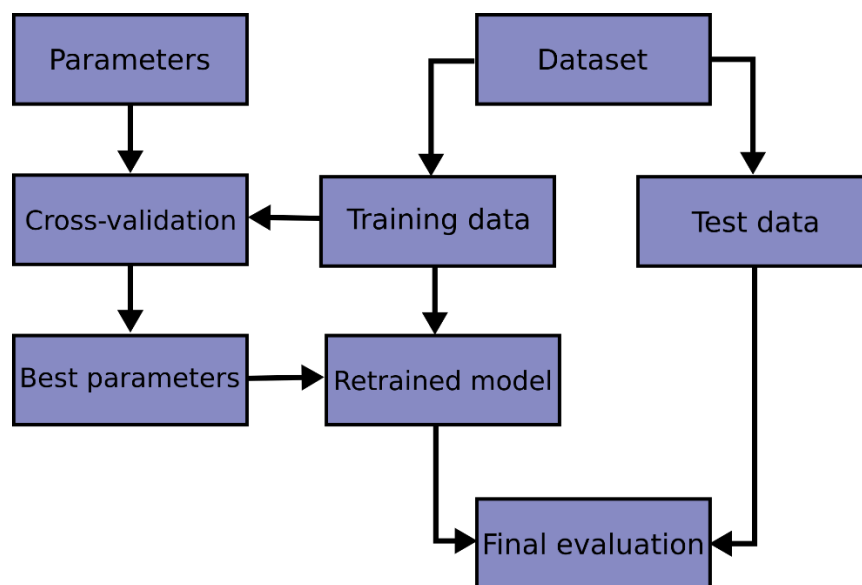 Parameters
Dataset
Cross-validation
Training data
Test data
Best parameters
Retrained model
Final evaluation